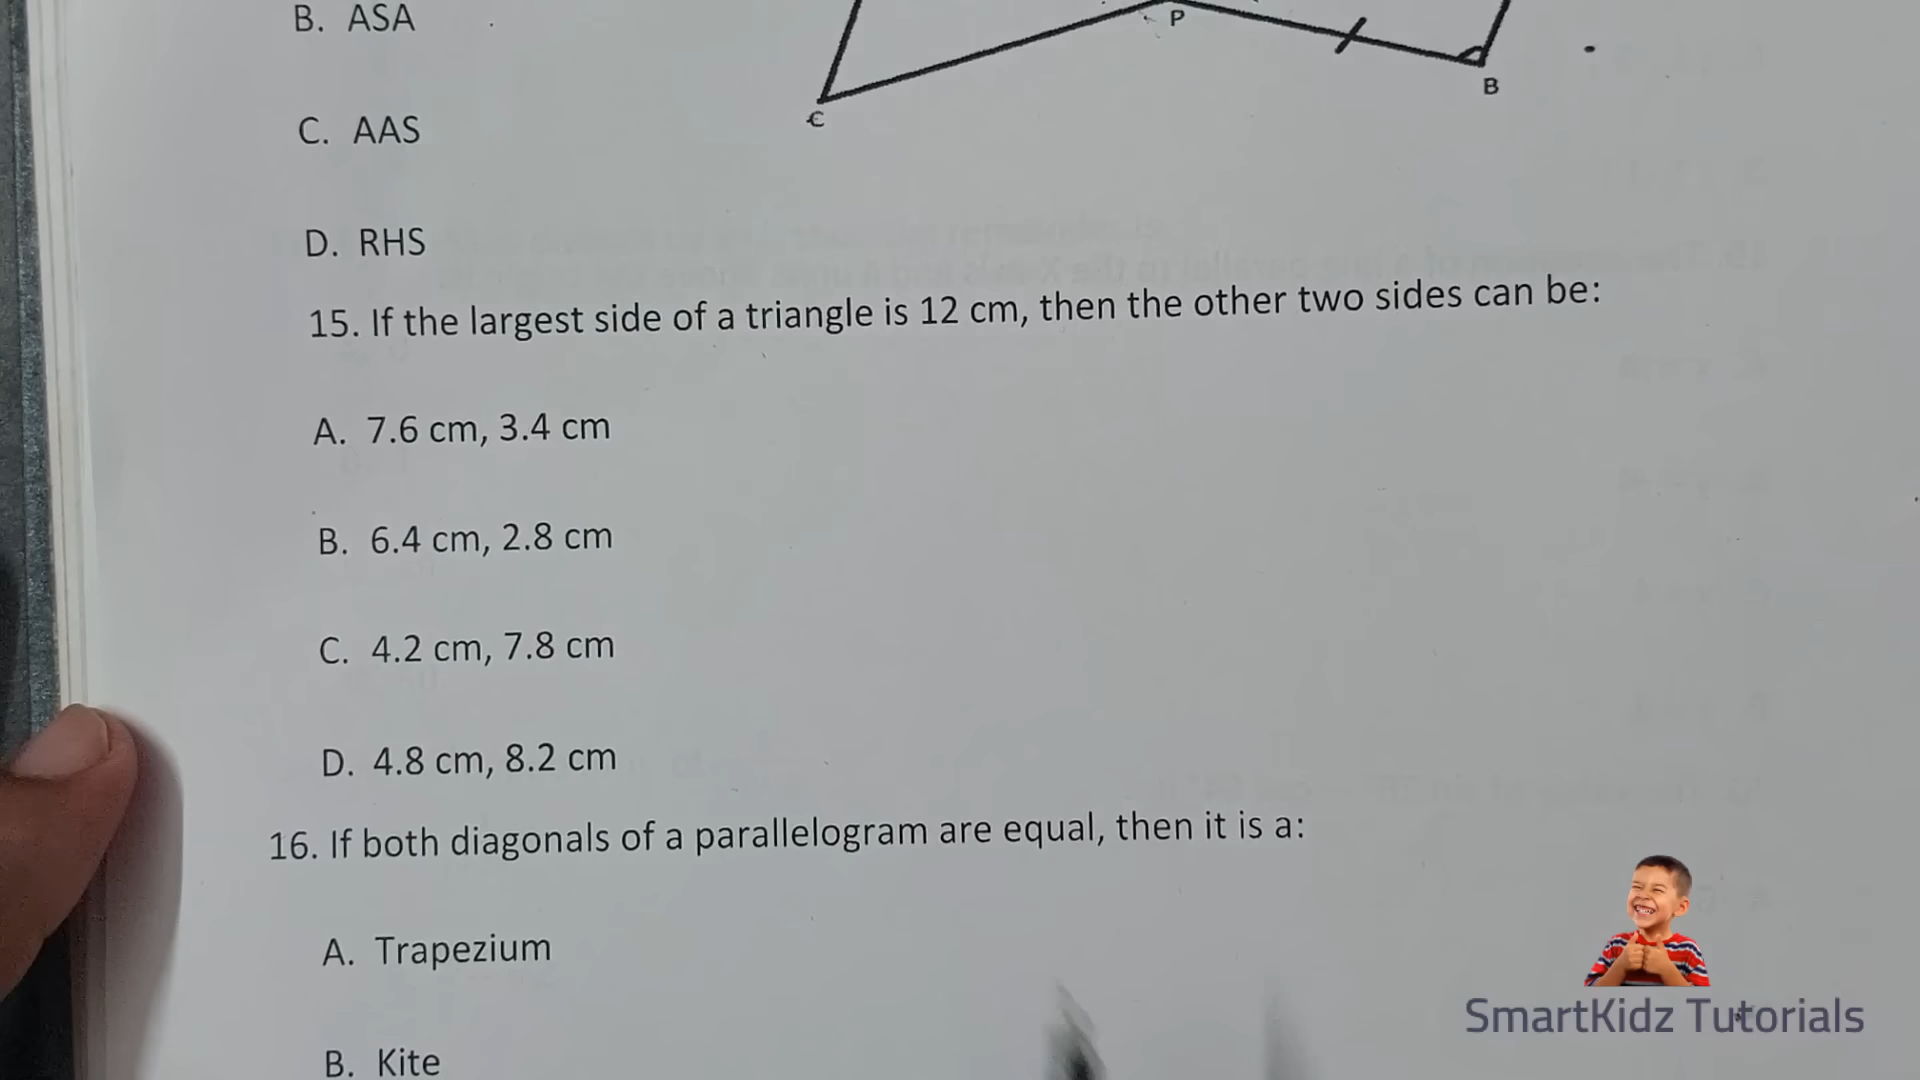 B. ASA
P
B
C
C. AAS
D. RHS
15. If the largest side of a triangle is 12 cm, then the other two sides can be:
A. 7.6 cm, 3.4 cm
B. 6.4 cm, 2.8 cm
C. 4.2 cm, 7.8 cm
D. 4.8 cm, 8.2 cm
16. If both diagonals of a parallelogram are equal, then it is a:
A. Trapezium
B. Kite
SmartKidz Tutorials